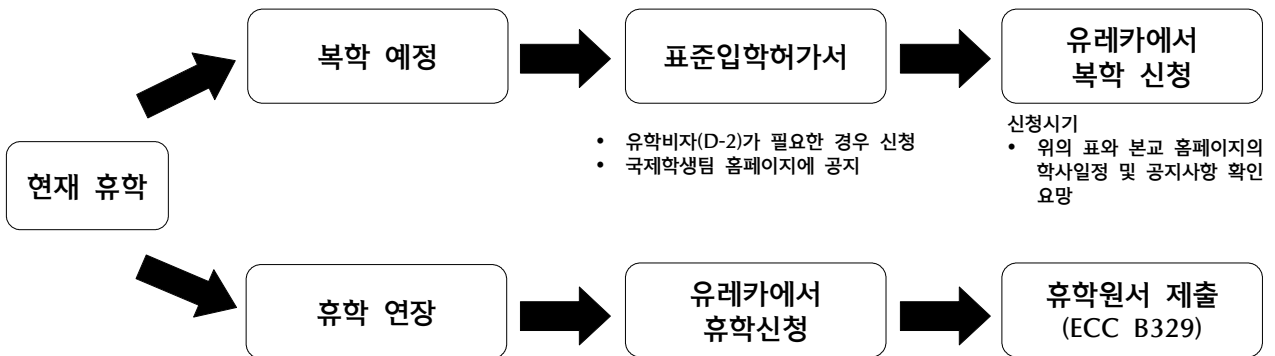 현재 휴학
복학 예정
표준입학허가서
• 유학비자(D-2)가 필요한 경우 신청
• 국제학생팀 홈페이지에 공지
유레카에서
복학 신청
신청시기
• 위의 표와 본교 홈페이지의
학사일정 및 공지사항 확인
요망
휴학 연장
유레카에서
휴학신청
휴학원서 제출
(ECC B329)